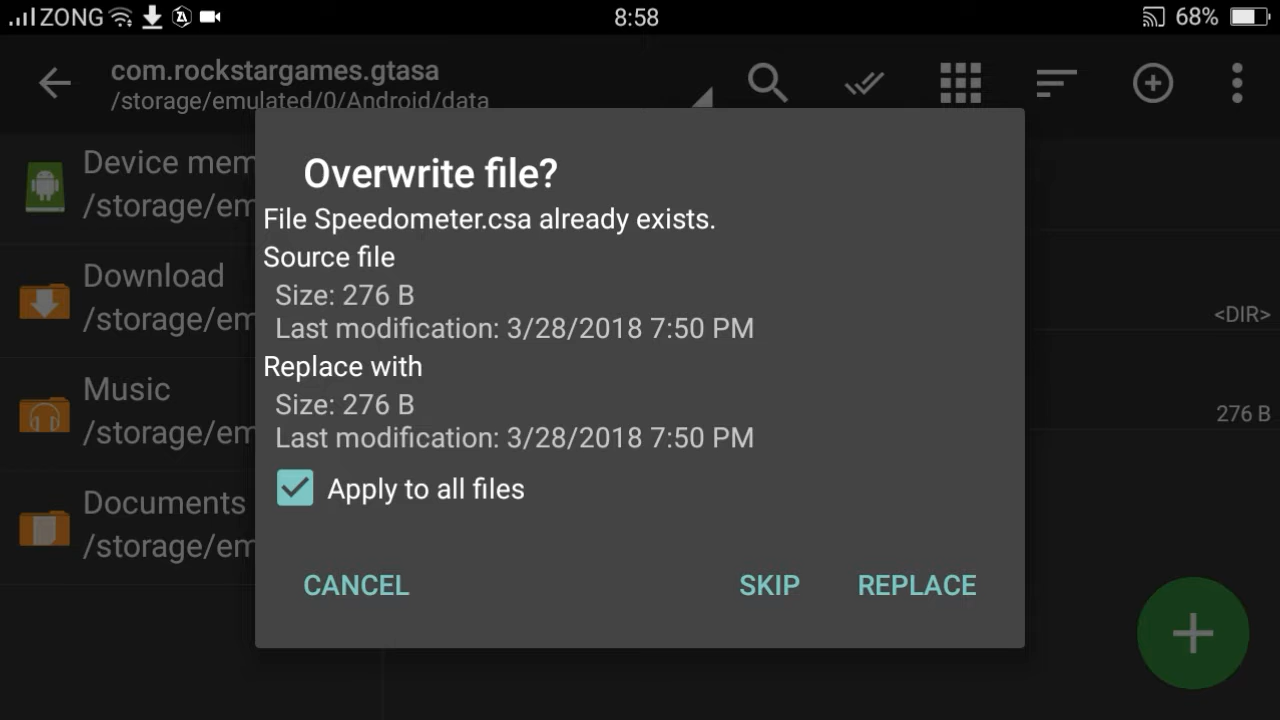 ZONG 8:58 68%
com.rockstargames.gtasa
/storage/emulated/0/Android/data
Device mem
/storage/em
Download
/storage/em
<DIR>
Music
/storage/em
276 B
Documents
/storage/em
Overwrite file?
File Speedometer.csa already exists.
Source file
Size: 276 B
Last modification: 3/28/2018 7:50 PM
Replace with
Size: 276 B
Last modification: 3/28/2018 7:50 PM
Apply to all files
CANCEL SKIP REPLACE